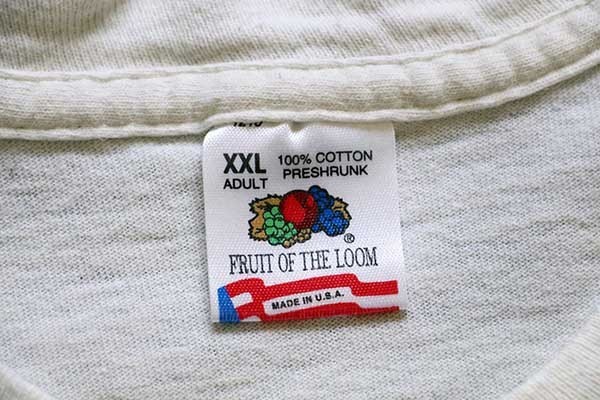 XXL 100% COTTON
ADULT PRESHRUNK
®
FRUIT OF THE LOOM
MADE IN U.S.A.